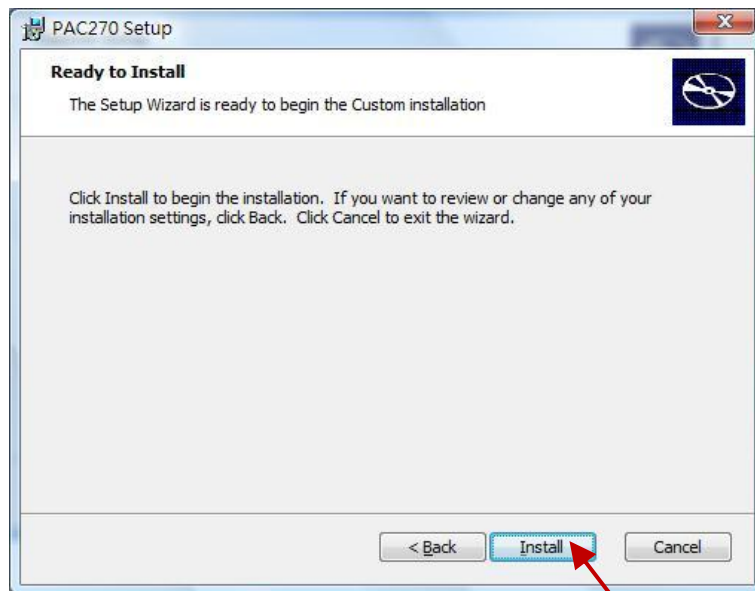 PAC270 Setup
Ready to Install
The Setup Wizard is ready to begin the Custom installation
Click Install to begin the installation. If you want to review or change any of your
installation settings, click Back. Click Cancel to exit the wizard.
< Back Install Cancel